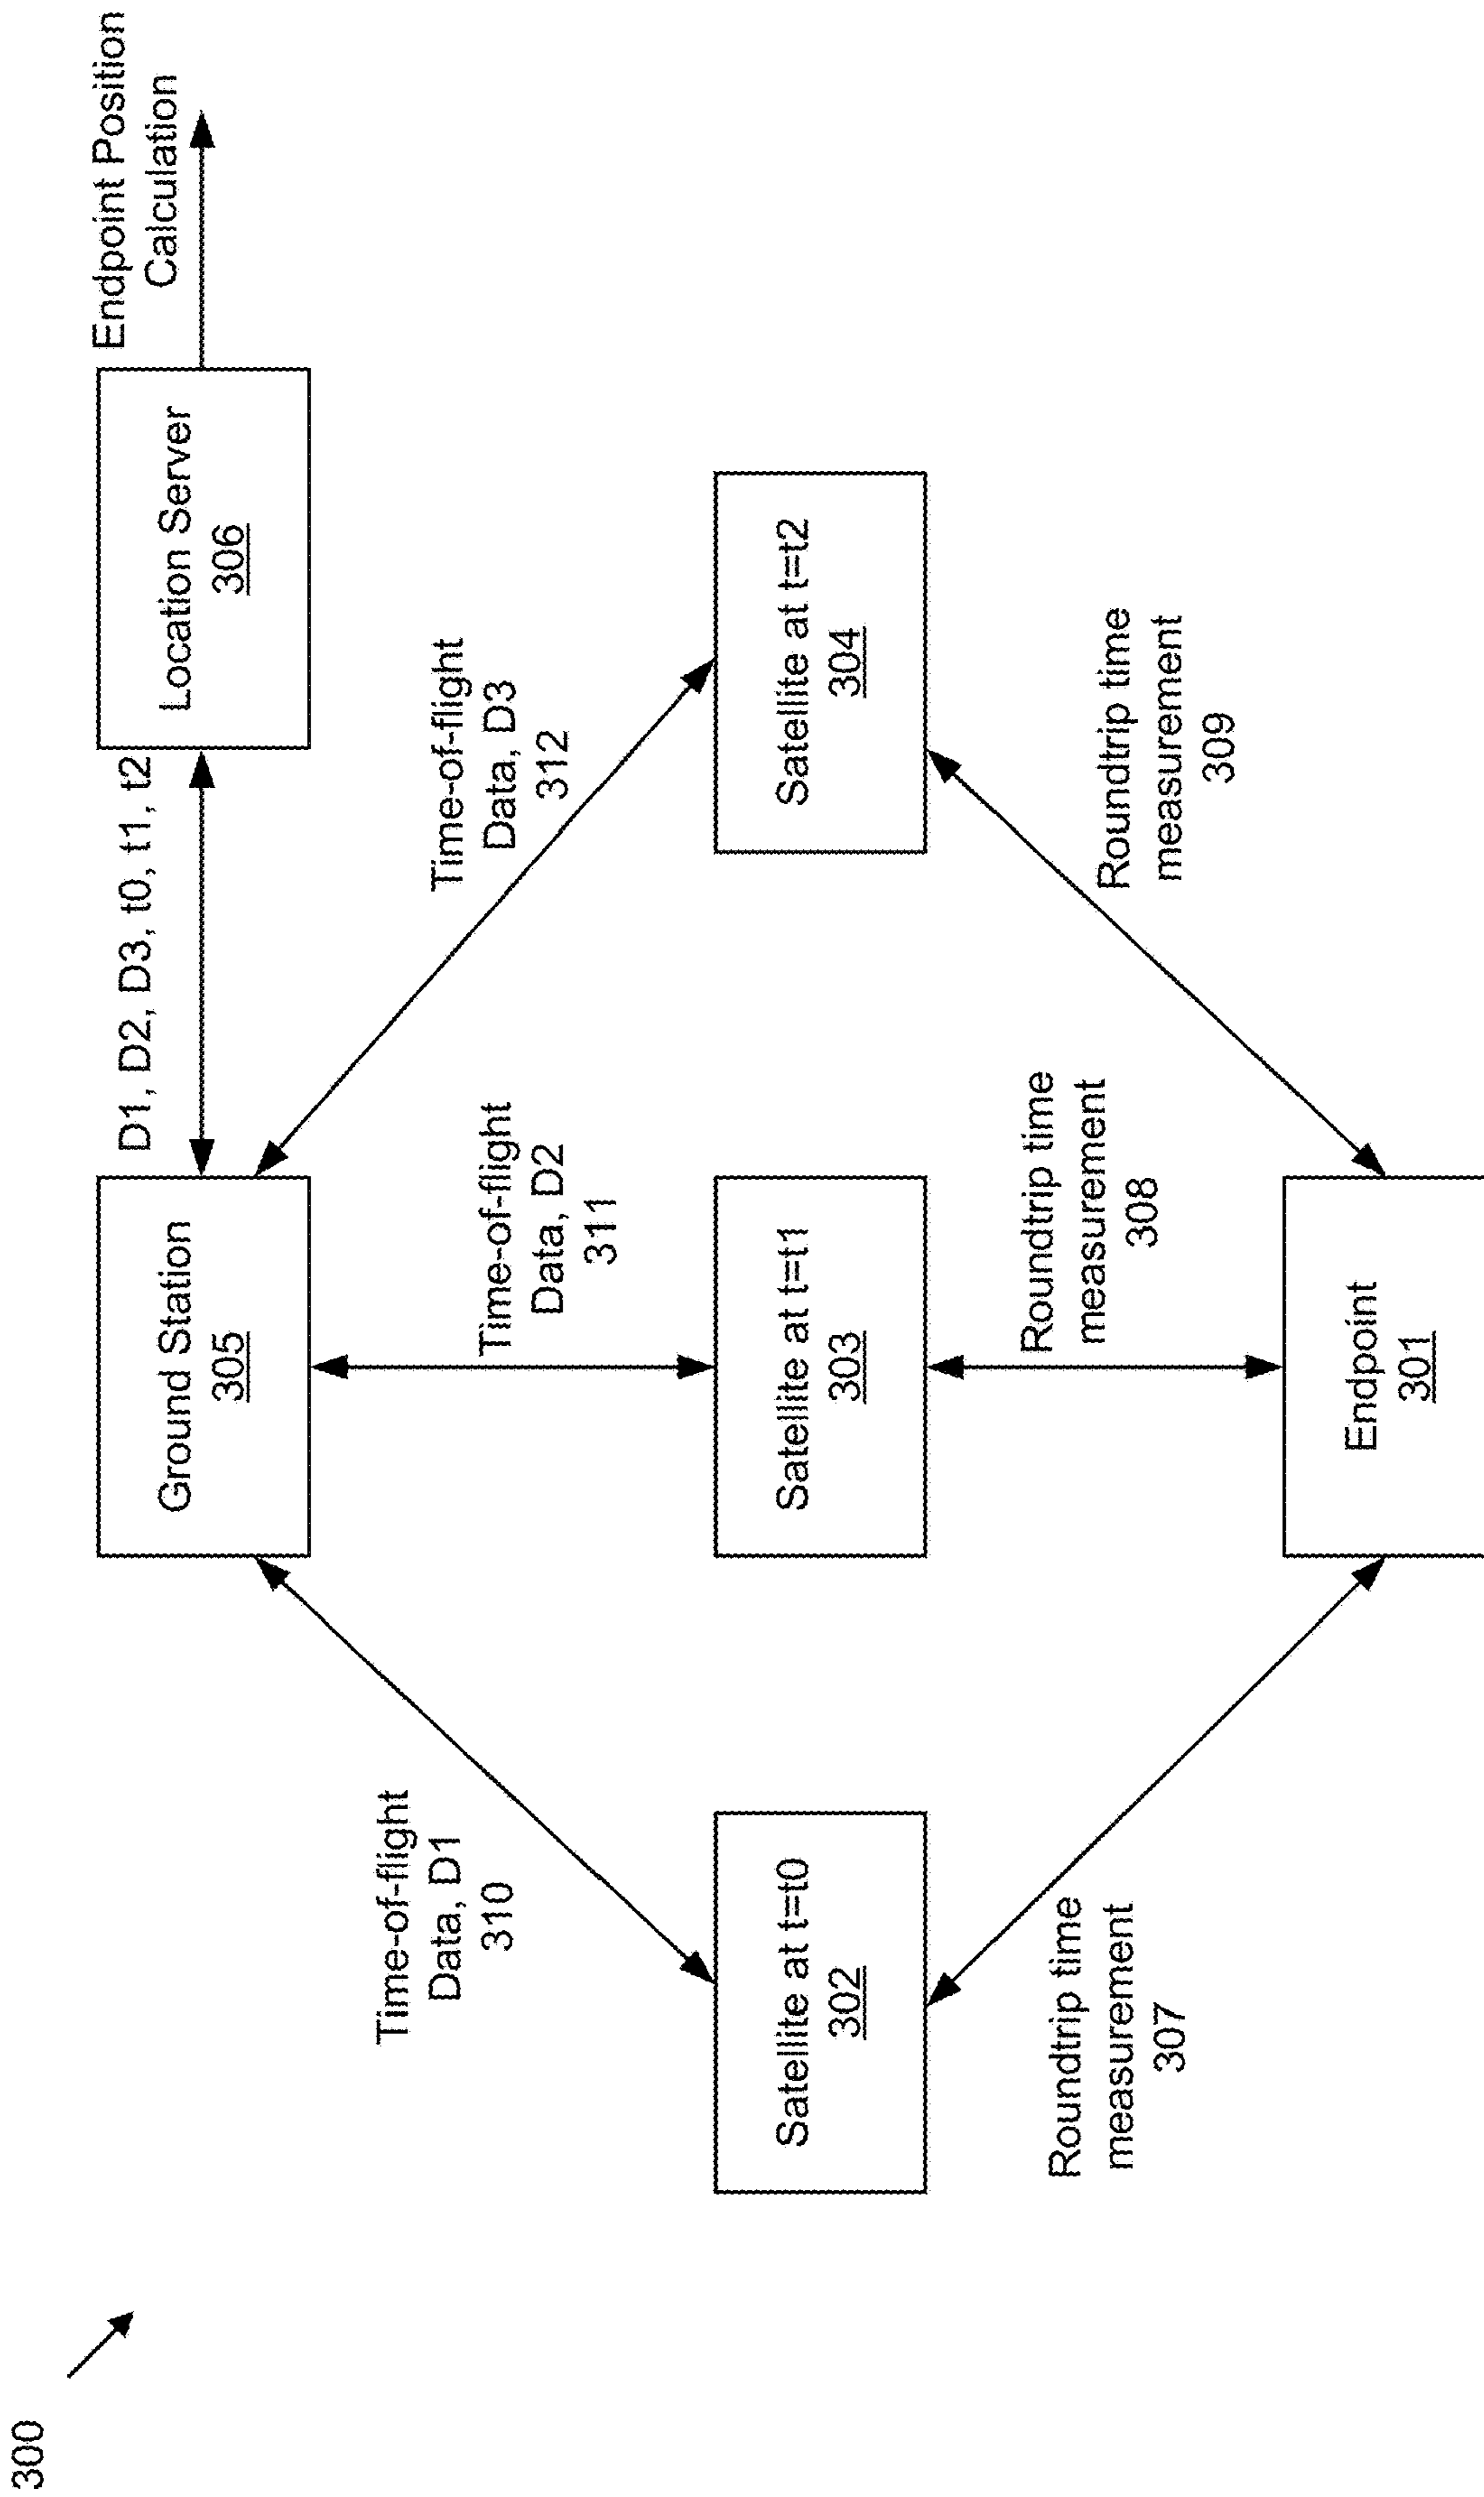 300
Ground Station
305
D1, D2, D3, t0, t1, t2
Location Server
306
Endpoint Position
Calculation
Time-of-flight
Data, D1
310
Time-of-flight
Data, D2
311
Time-of-flight
Data, D3
312
Satellite at t=t0
302
Satellite at t=t1
303
Satellite at t=t2
304
Roundtrip time
measurement
307
Roundtrip time
measurement
308
Roundtrip time
measurement
309
Endpoint
301